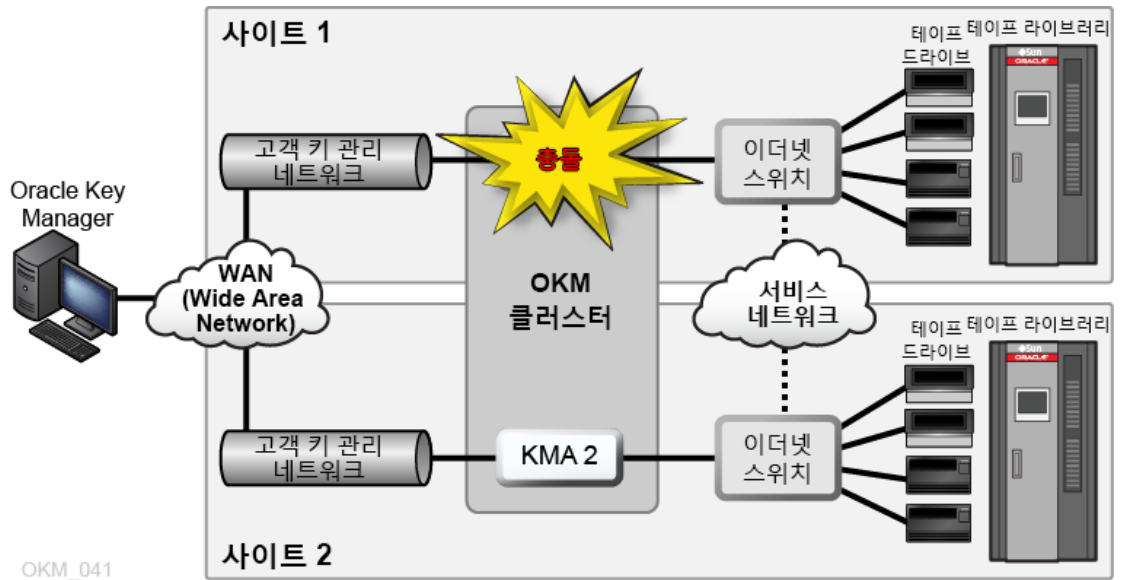 사이트 1
테이프 드라이브
테이프 라이브러리
Sun
ORACLE
고객 키 관리
네트워크
충돌
이더넷
스위치
Oracle Key
Manager
WAN
(Wide Area
Network)
OKM
클러스터
서비스
네트워크
테이프
드라이브
테이프 라이브러리
Sun
ORACLE
고객 키 관리
네트워크
KMA 2
이더넷
스위치
사이트 2
OKM_041